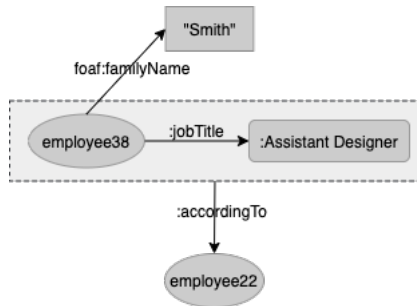 "Smith"
foaf:familyName
:jobTitle
employee38
:Assistant Designer
:accordingTo
employee22